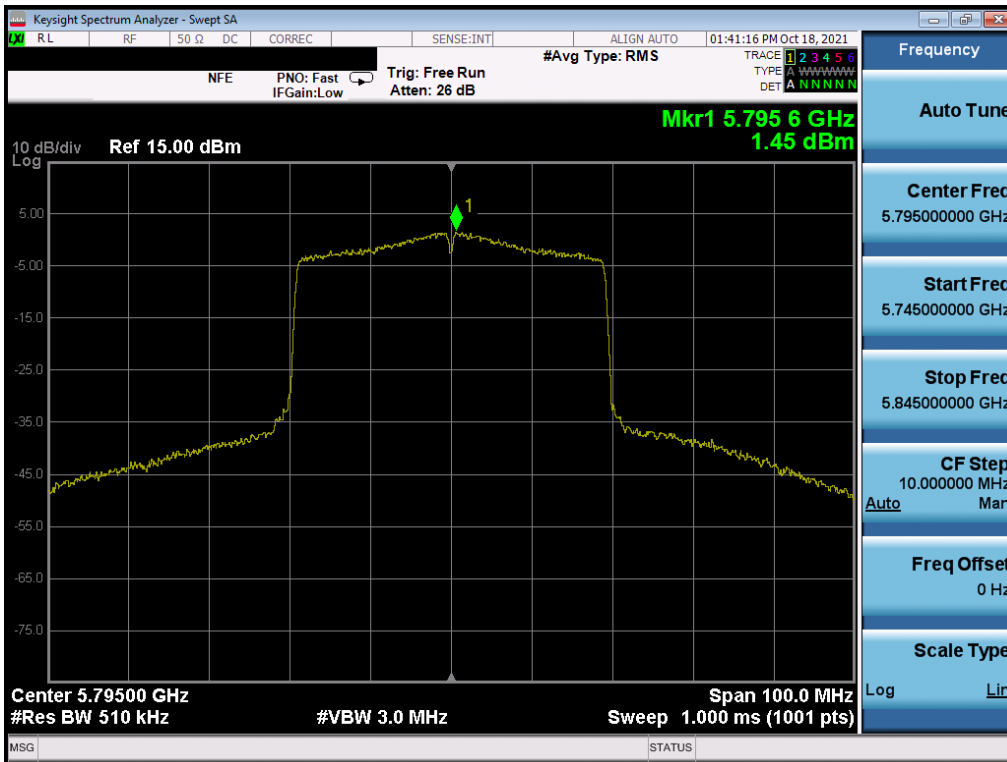 Keysight Spectrum Analyzer - Swept SA
LXI RL RF 50 Ω DC CORREC SENSE:INT ALIGN AUTO 01:41:16 PM Oct 18, 2021
NFE PNO: Fast Trig: Free Run #Avg Type: RMS TRACE 1 2 3 4 5 6
IFGain:Low Atten: 26 dB TYPE A WWWWW
DET A N N N N N
Mkr1 5.795 6 GHz
1.45 dBm
10 dB/div Ref 15.00 dBm
Log
1
5.00
-5.00
-15.0
-25.0
-35.0
-45.0
-55.0
-65.0
-75.0
Center 5.79500 GHz Span 100.0 MHz
#Res BW 510 kHz #VBW 3.0 MHz Sweep 1.000 ms (1001 pts)
MSG STATUS
Frequency
Auto Tune
Center Freq
5.795000000 GHz
Start Freq
5.745000000 GHz
Stop Freq
5.845000000 GHz
CF Step
10.000000 MHz
Auto Man
Freq Offset
0 Hz
Scale Type
Log Lin